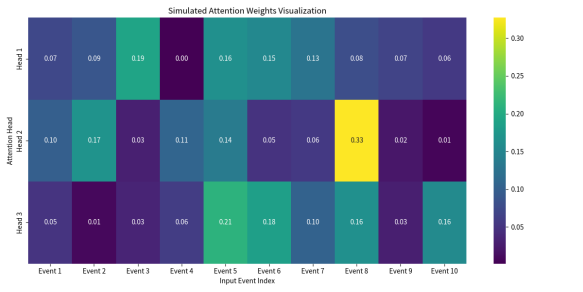 Simulated Attention Weights Visualization
Attention Head
Head 1
0.07 0.09 0.19 0.00 0.16 0.15 0.13 0.08 0.07 0.06
Head 2
0.10 0.17 0.03 0.11 0.14 0.05 0.06 0.33 0.02 0.01
Head 3
0.05 0.01 0.03 0.06 0.21 0.18 0.10 0.16 0.03 0.16
Event 1 Event 2 Event 3 Event 4 Event 5 Event 6 Event 7 Event 8 Event 9 Event 10
Input Event Index
0.30
0.25
0.20
0.15
0.10
0.05